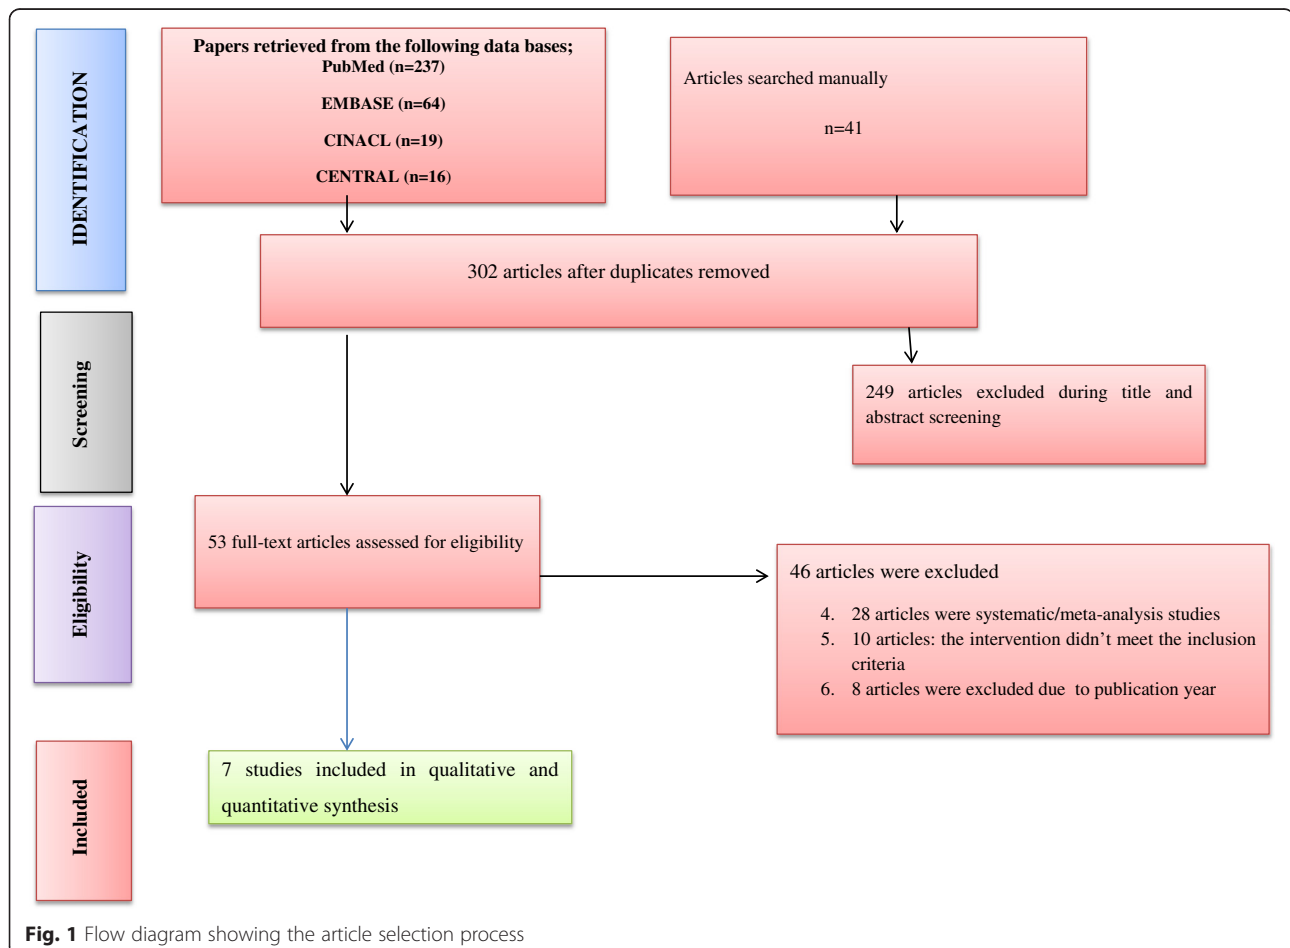 IDENTIFICATION
Papers retrieved from the following data bases;
PubMed (n=237)
EMBASE (n=64)
CINACL (n=19)
CENTRAL (n=16)
Articles searched manually
n=41
302 articles after duplicates removed
Screening
249 articles excluded during title and
abstract screening
Eligibility
53 full-text articles assessed for eligibility
46 articles were excluded
4. 28 articles were systematic/meta-analysis studies
5. 10 articles: the intervention didn’t meet the inclusion
criteria
6. 8 articles were excluded due to publication year
Included
7 studies included in qualitative and
quantitative synthesis
Fig. 1 Flow diagram showing the article selection process